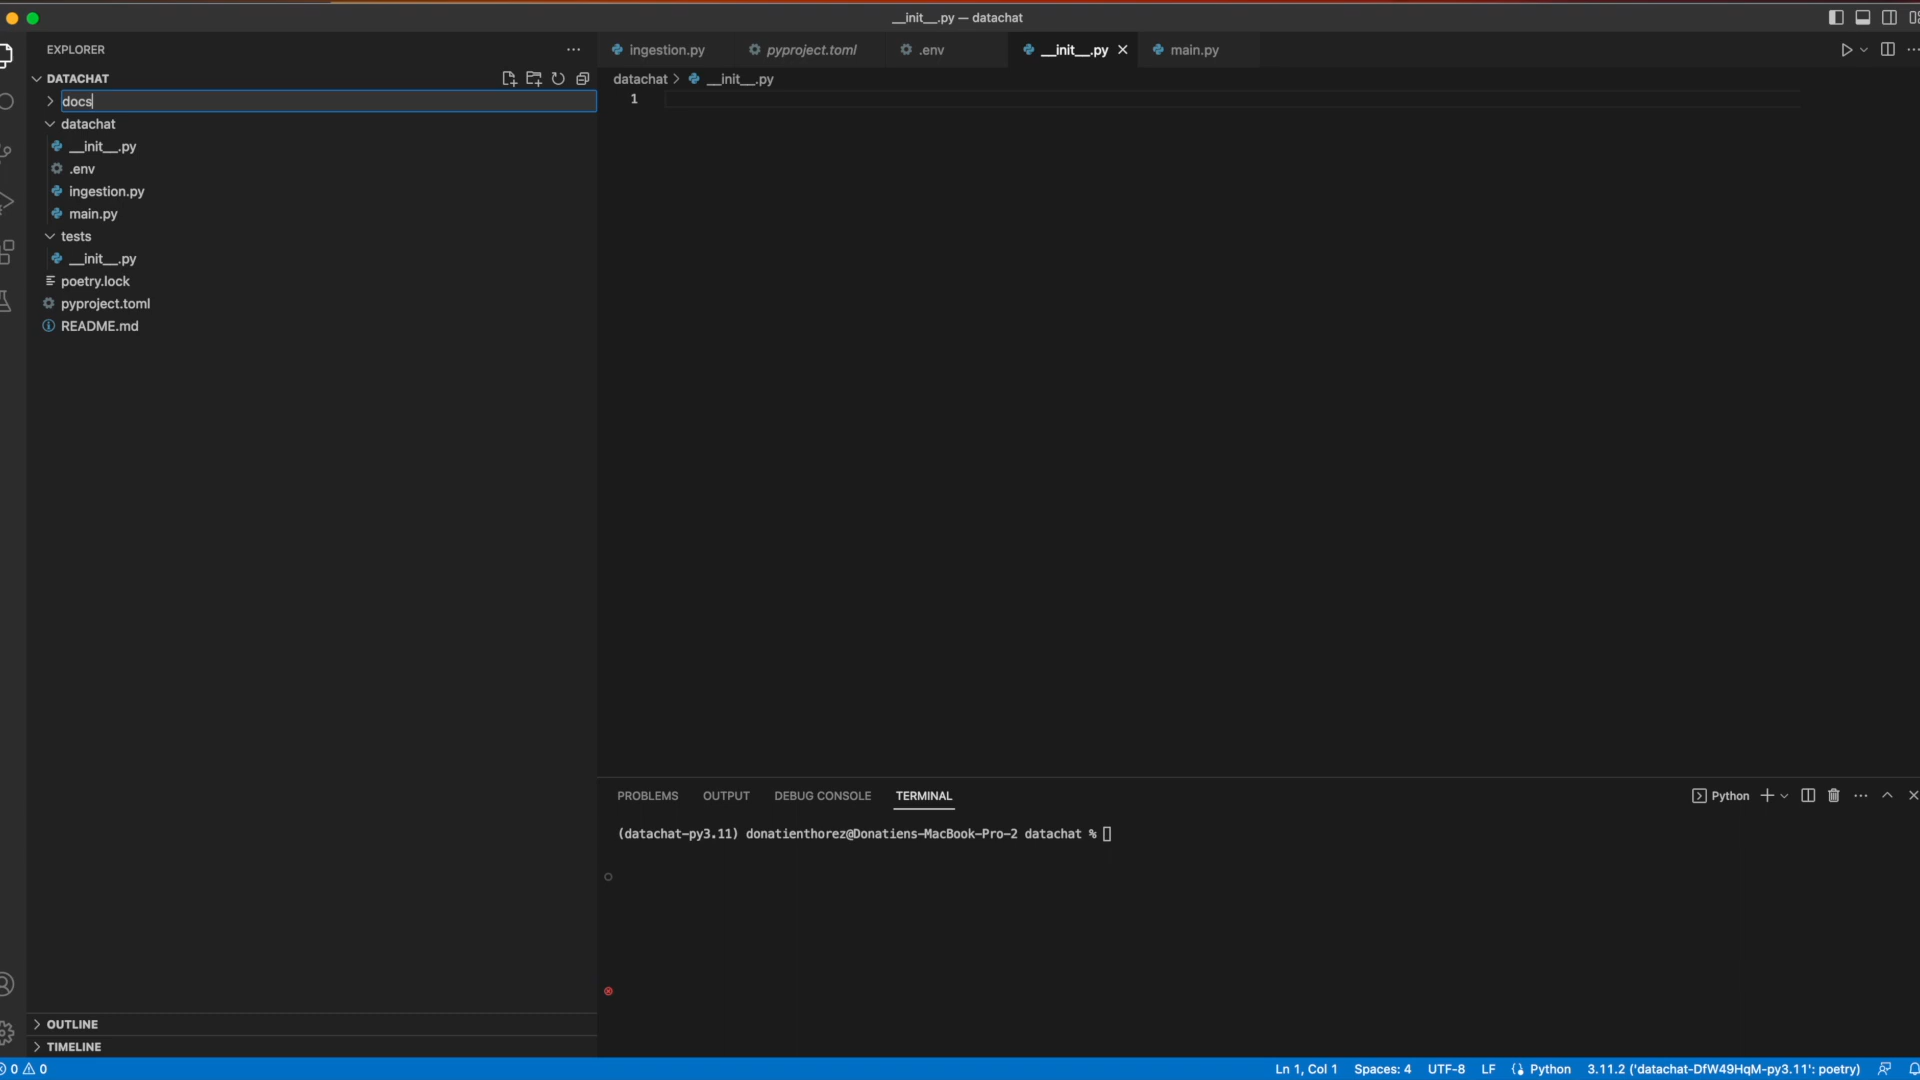 __init__.py — datachat
EXPLORER
ingestion.py
pyproject.toml
.env
__init__.py
main.py
DATACHAT
datachat
__init__.py
docs
1
datachat
__init__.py
.env
ingestion.py
main.py
tests
__init__.py
poetry.lock
pyproject.toml
README.md
PROBLEMS
OUTPUT
DEBUG CONSOLE
TERMINAL
Python
(datachat-py3.11) donatienthorez@Donatiens-MacBook-Pro-2 datachat %
OUTLINE
TIMELINE
0 0
Ln 1, Col 1
Spaces: 4
UTF-8
LF
Python
3.11.2 ('datachat-DfW49HqM-py3.11': poetry)